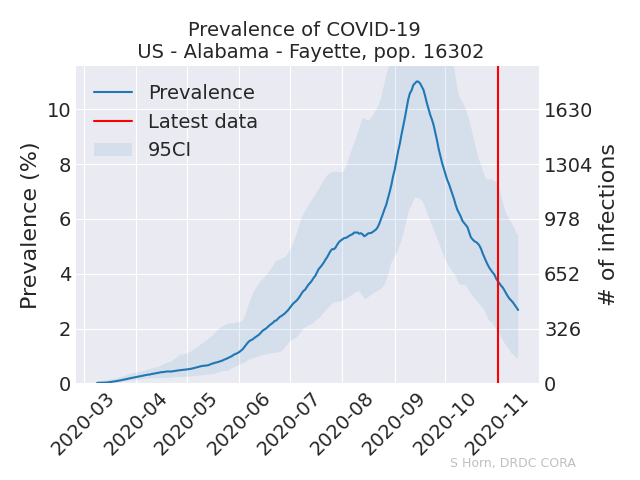 Prevalence of COVID-19
US - Alabama - Fayette, pop. 16302
Prevalence
Latest data
95CI
Prevalence (%)
10
8
6
4
2
0
1630
1304
978
652
326
0
# of infections
2020-03
2020-04
2020-05
2020-06
2020-07
2020-08
2020-09
2020-10
2020-11
S Horn, DRDC CORA